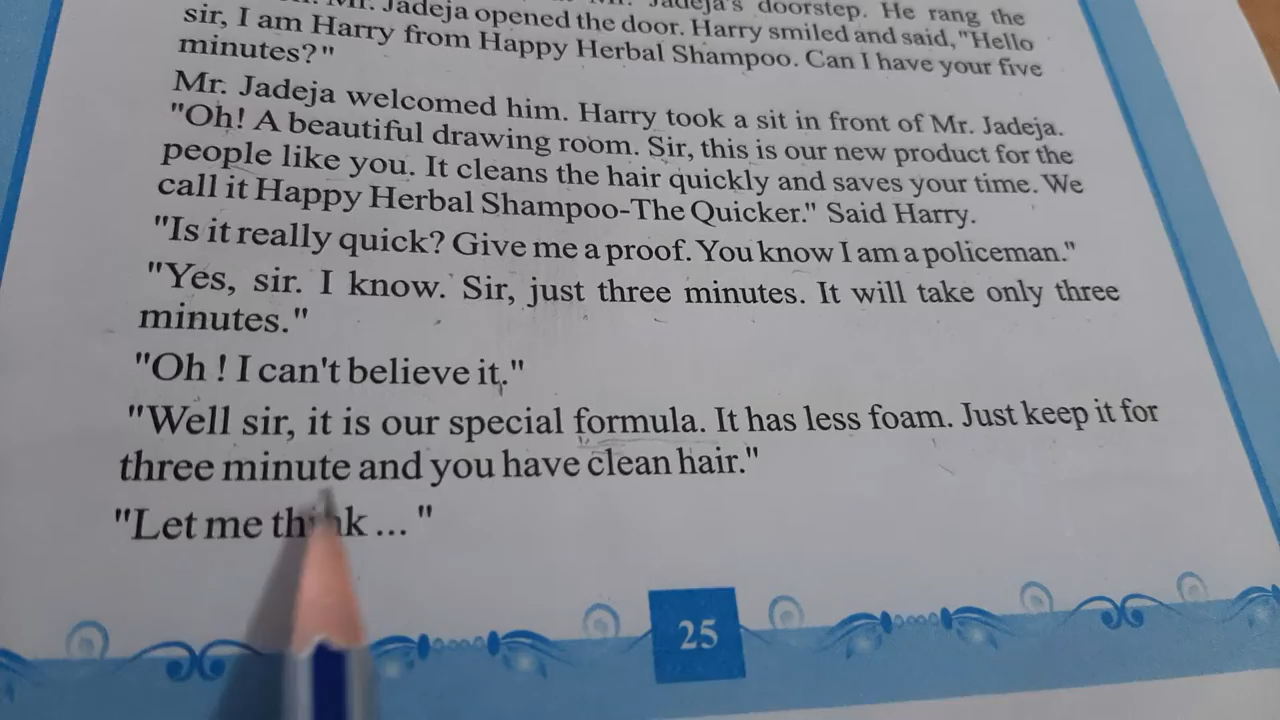 Mr. Jadeja's doorstep. He rang the
Mr. Jadeja opened the door. Harry smiled and said, "Hello
sir, I am Harry from Happy Herbal Shampoo. Can I have your five
minutes?"
Mr. Jadeja welcomed him. Harry took a sit in front of Mr. Jadeja.
"Oh! A beautiful drawing room. Sir, this is our new product for the
people like you. It cleans the hair quickly and saves your time. We
call it Happy Herbal Shampoo-The Quicker." Said Harry.
"Is it really quick? Give me a proof. You know I am a policeman."
"Yes, sir. I know. Sir, just three minutes. It will take only three
minutes."
"Oh ! I can't believe it."
"Well sir, it is our special formula. It has less foam. Just keep it for
three minute and you have clean hair."
"Let me think ... "
25